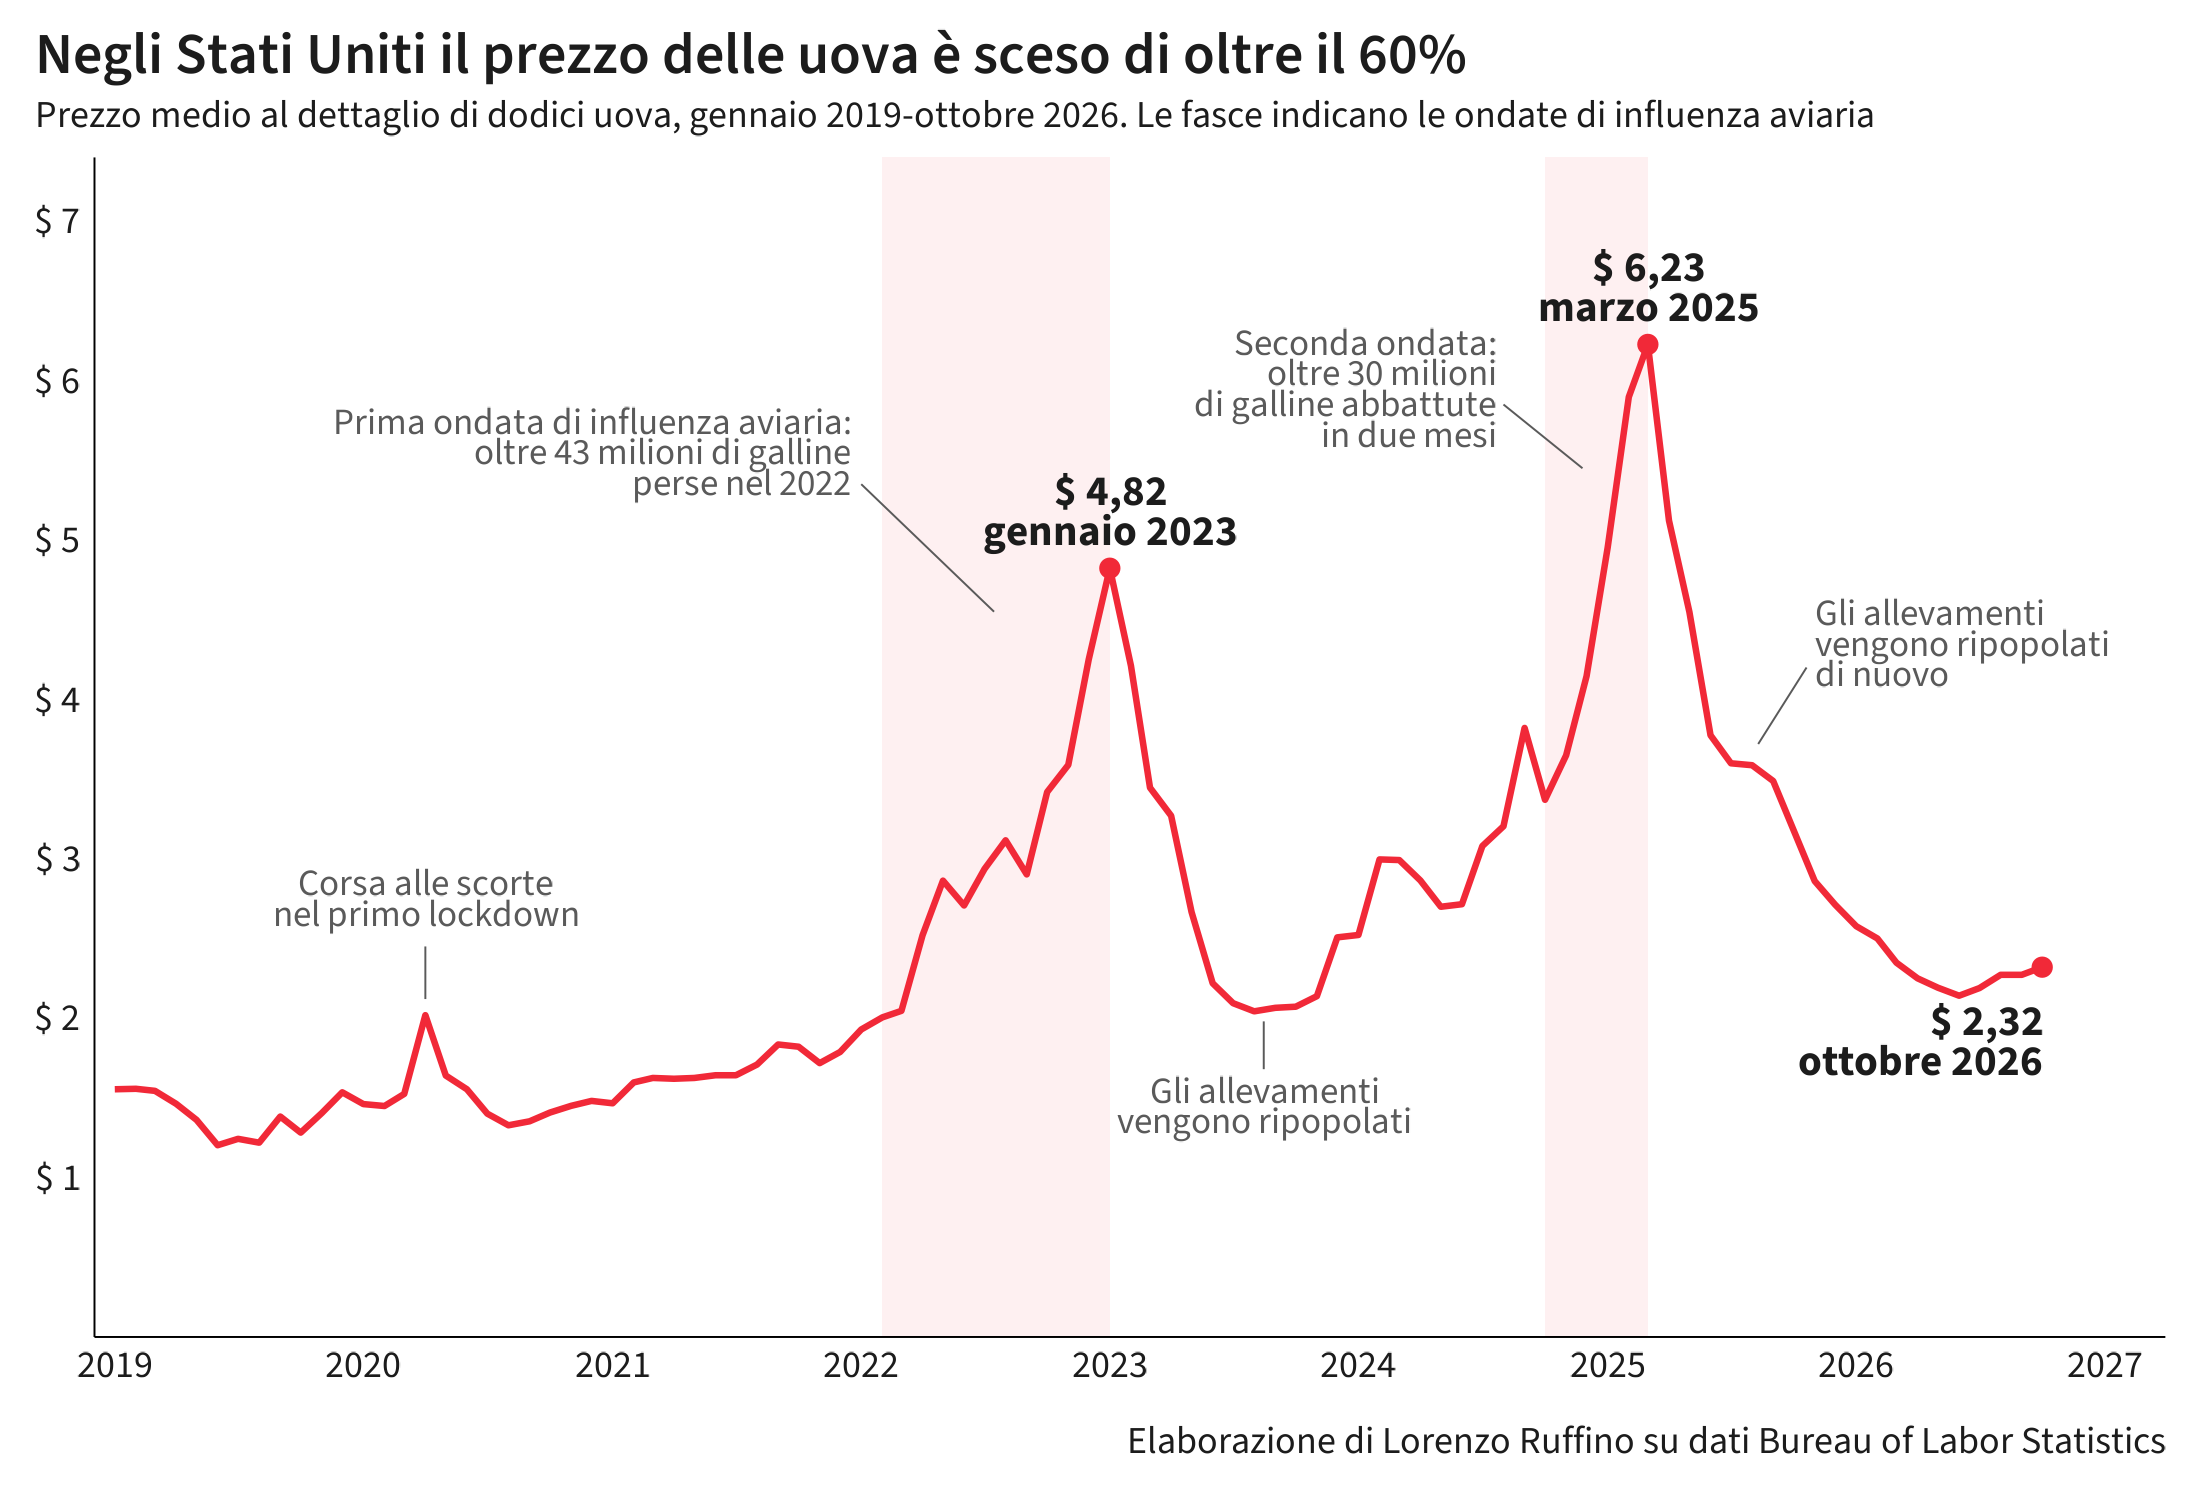 Negli Stati Uniti il prezzo delle uova è sceso di oltre il 60%
Prezzo medio al dettaglio di dodici uova, gennaio 2019-ottobre 2026. Le fasce indicano le ondate di influenza aviaria
$ 7
$ 6
$ 5
$ 4
$ 3
$ 2
$ 1
Corsa alle scorte
nel primo lockdown
Prima ondata di influenza aviaria:
oltre 43 milioni di galline
perse nel 2022
$ 4,82
gennaio 2023
Gli allevamenti
vengono ripopolati
Seconda ondata:
oltre 30 milioni
di galline abbattute
in due mesi
$ 6,23
marzo 2025
Gli allevamenti
vengono ripopolati
di nuovo
$ 2,32
ottobre 2026
2019 2020 2021 2022 2023 2024 2025 2026 2027
Elaborazione di Lorenzo Ruffino su dati Bureau of Labor Statistics